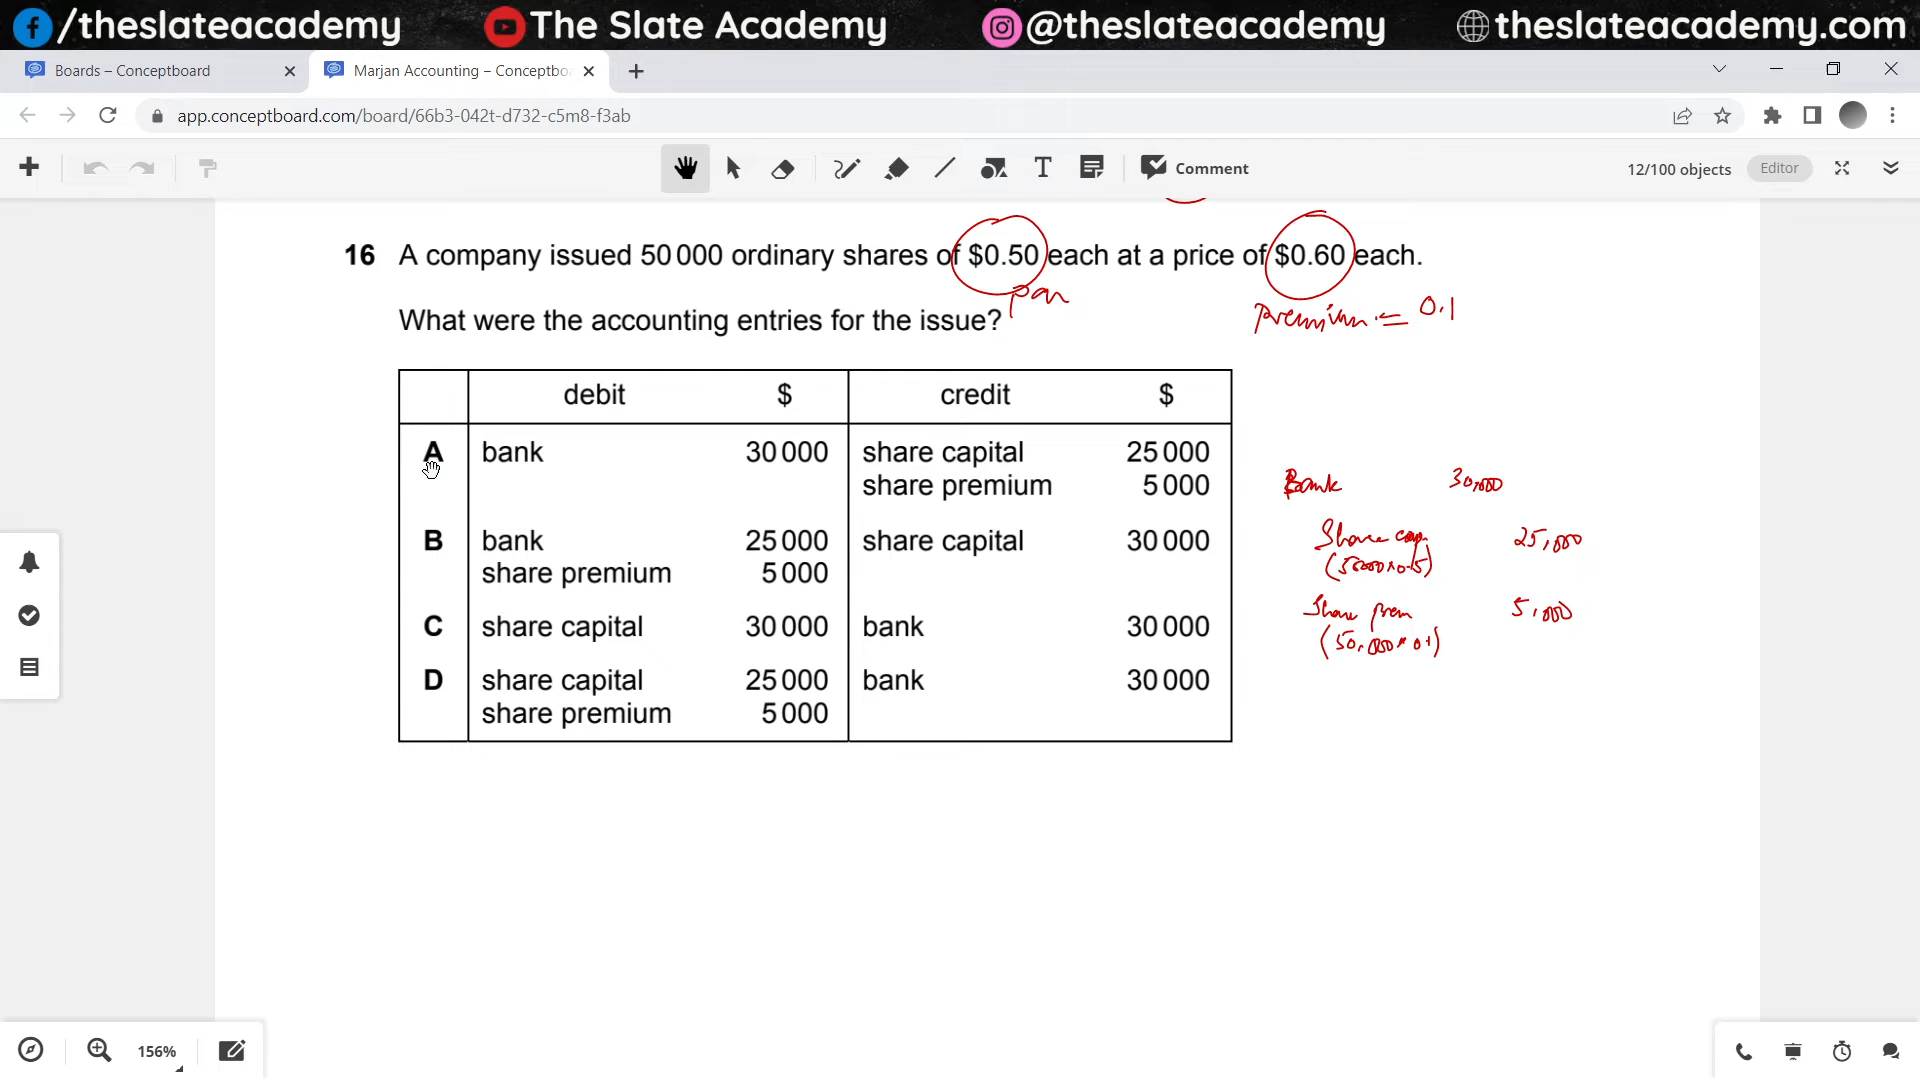 /theslateacademy The Slate Academy @theslateacademy theslateacademy.com
Boards – Conceptboard Marjan Accounting – Conceptbo
app.conceptboard.com/board/66b3-042t-d732-c5m8-f3ab
T Comment 12/100 objects Editor
16 A company issued 50 000 ordinary shares of $0.50 each at a price of $0.60 each.
par
Premium = 0.1
What were the accounting entries for the issue?
debit $ credit $
A bank 30 000 share capital 25 000
share premium 5 000
B bank 25 000 share capital 30 000
share premium 5 000
C share capital 30 000 bank 30 000
D share capital 25 000 bank 30 000
share premium 5 000
Bank 30,000
Share cap 25,000
(50000×0.5)
Share prem 5,000
(50,000×0.1)
156%